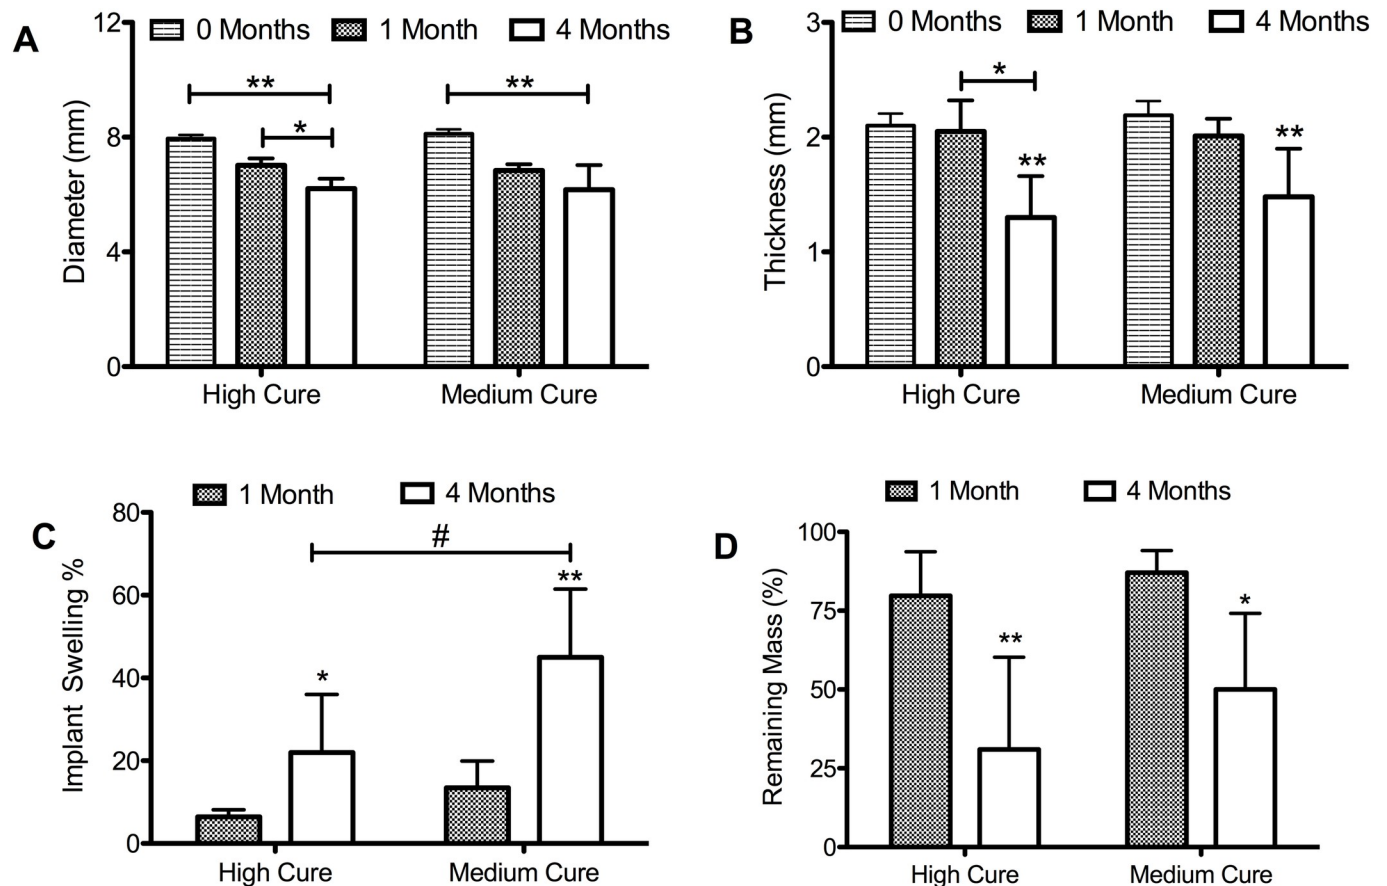 A
0 Months 1 Month 4 Months
Diameter (mm)
12
8
4
0
**
*
**
High Cure Medium Cure
B
0 Months 1 Month 4 Months
Thickness (mm)
3
2
1
0
*
**
**
High Cure Medium Cure
C
1 Month 4 Months
Implant Swelling %
80
60
40
20
0
#
**
*
High Cure Medium Cure
D
1 Month 4 Months
Remaining Mass (%)
100
75
50
25
0
**
*
High Cure Medium Cure